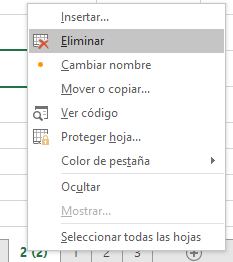 Insertar...
Eliminar
Cambiar nombre
Mover o copiar...
Ver código
Proteger hoja...
Color de pestaña
Ocultar
Mostrar...
Seleccionar todas las hojas
2 (2) 1 2 3